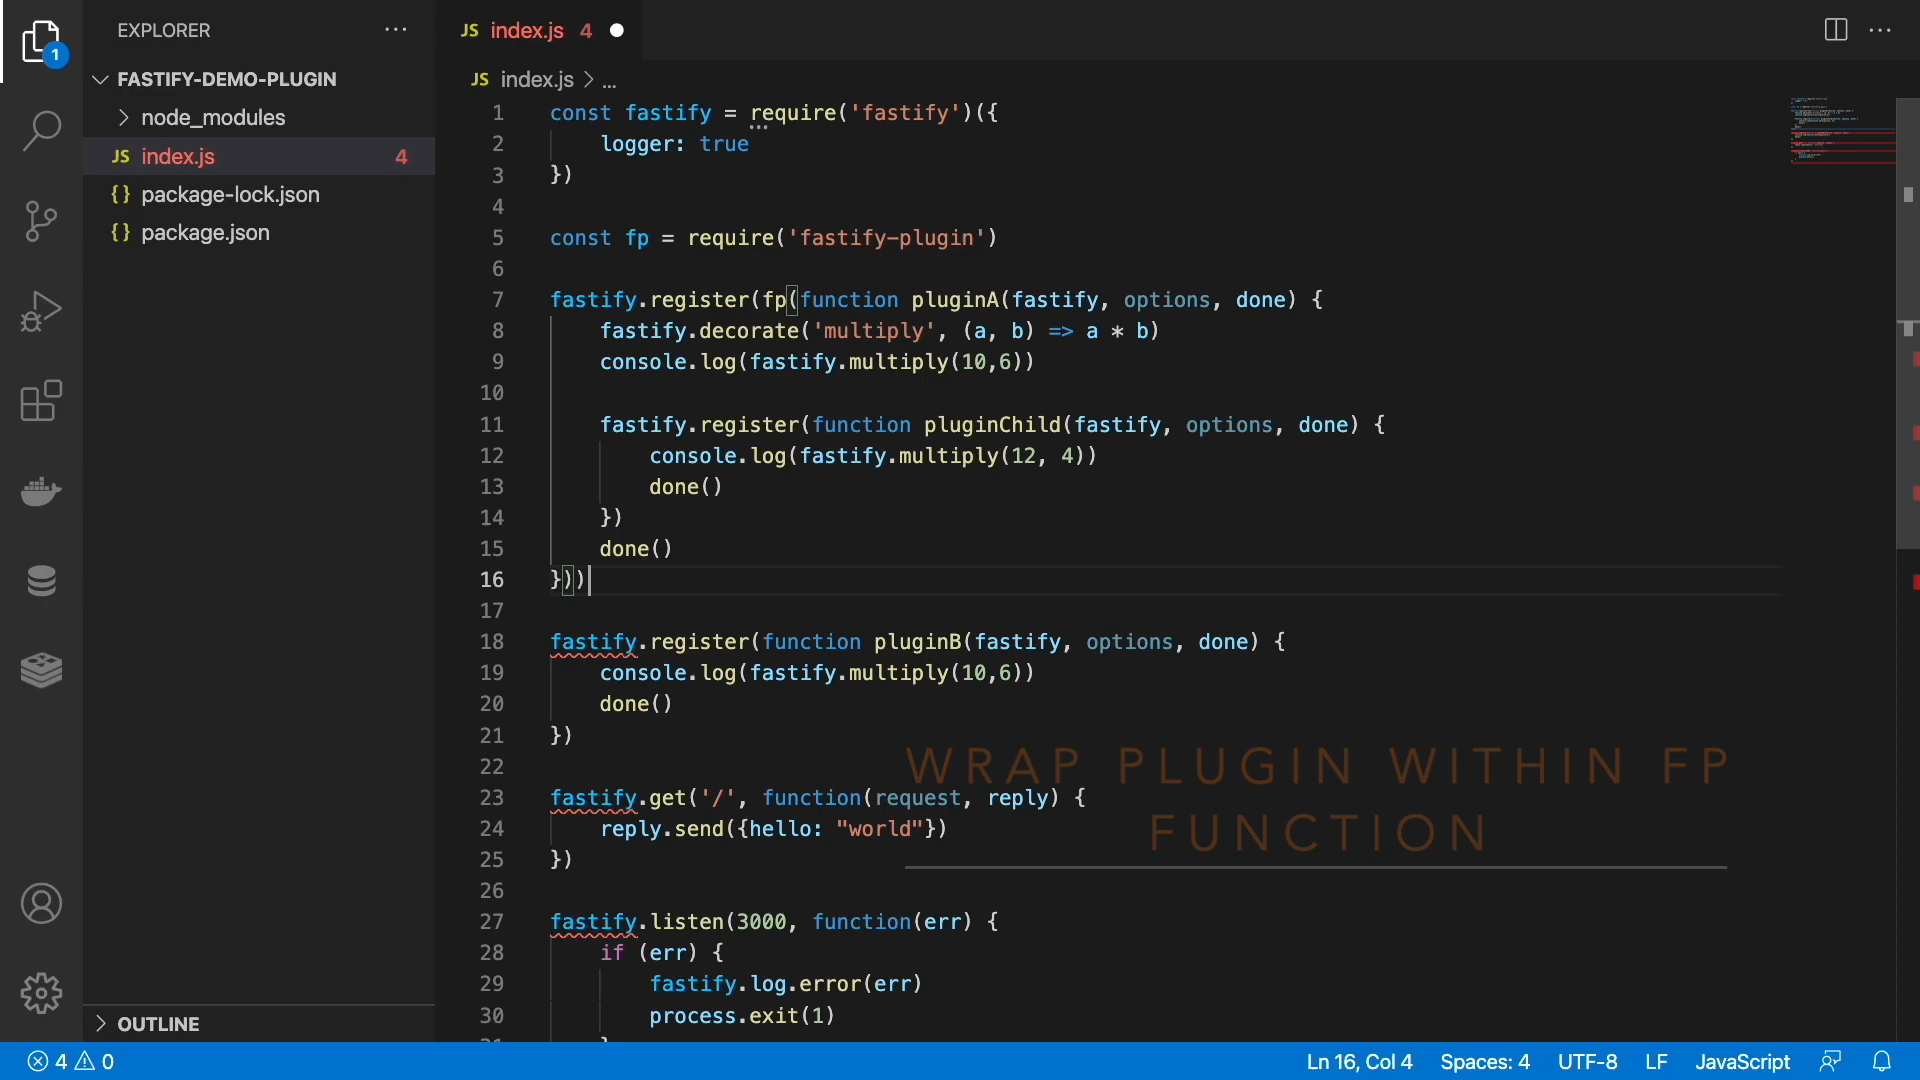 EXPLORER ...
FASTIFY-DEMO-PLUGIN
node_modules
JS index.js 4
{} package-lock.json
{} package.json
OUTLINE
1
JS index.js 4
JS index.js > ...
1 const fastify = require('fastify')({
2 logger: true
3 })
4
5 const fp = require('fastify-plugin')
6
7 fastify.register(fp(function pluginA(fastify, options, done) {
8 fastify.decorate('multiply', (a, b) => a * b)
9 console.log(fastify.multiply(10,6))
10
11 fastify.register(function pluginChild(fastify, options, done) {
12 console.log(fastify.multiply(12, 4))
13 done()
14 })
15 done()
16 }))
17
18 fastify.register(function pluginB(fastify, options, done) {
19 console.log(fastify.multiply(10,6))
20 done()
21 })
22
23 fastify.get('/', function(request, reply) {
24 reply.send({hello: "world"})
25 })
26
27 fastify.listen(3000, function(err) {
28 if (err) {
29 fastify.log.error(err)
30 process.exit(1)
WRAP PLUGIN WITHIN FP
FUNCTION
4 0 Ln 16, Col 4 Spaces: 4 UTF-8 LF JavaScript